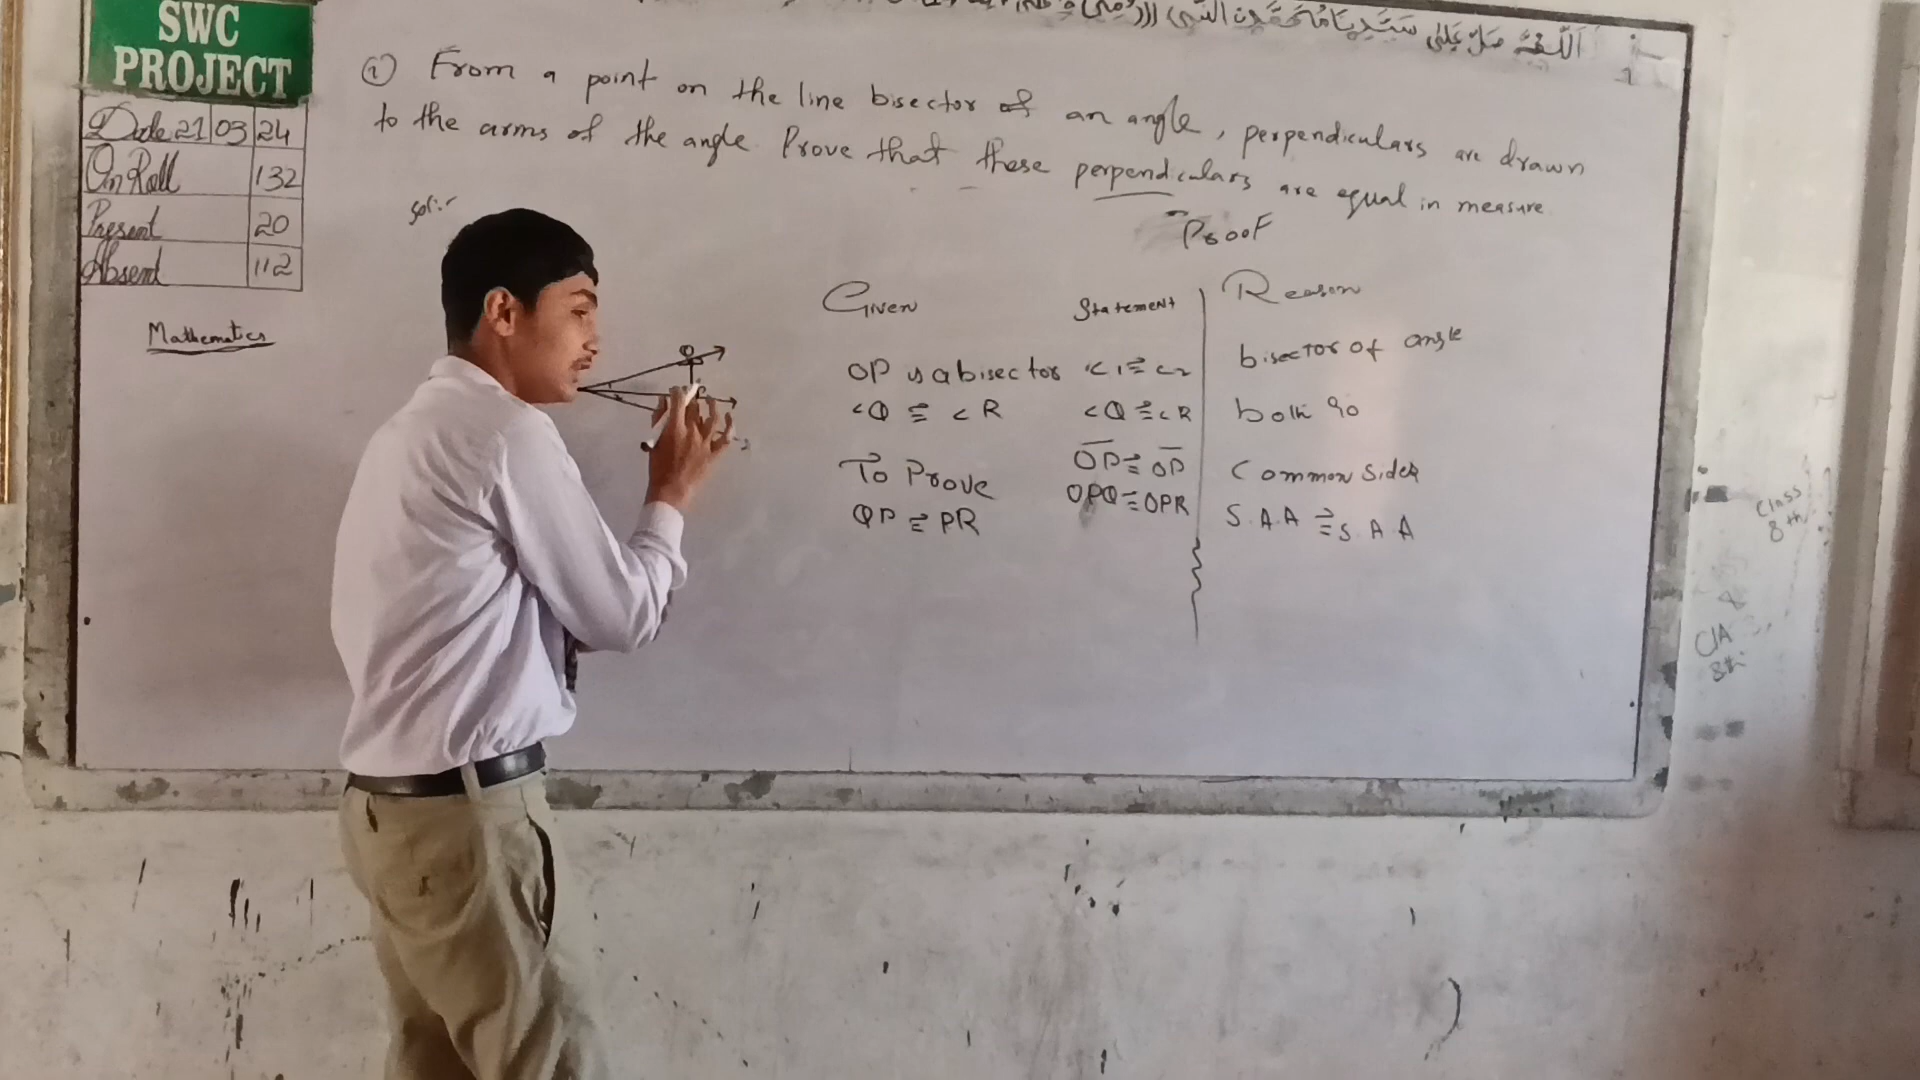 اَللّٰهُمَّ صَلِّ عَلٰى سَيِّدِنَا مُحَمَّدِنِ النَّبِىِّ الْاُمِّىِّ
SWC
PROJECT
Date 21 03 24
On Roll 132
Present 20
Absent 112
Mathematics
(i) From a point on the line bisector of an angle, perpendiculars are drawn
to the arms of the angle. Prove that these perpendiculars are equal in measure.
Sol:-
Proof
Given Statement Reason
OP is a bisector <1≅<2 bisector of angle
<Q ≅ <R <Q≅<R both 90
To Prove OP≅OP Common sides
QP≅PR OPQ≅OPR S.A.A ≅ S.A.A
Class
8th
CIA
8th